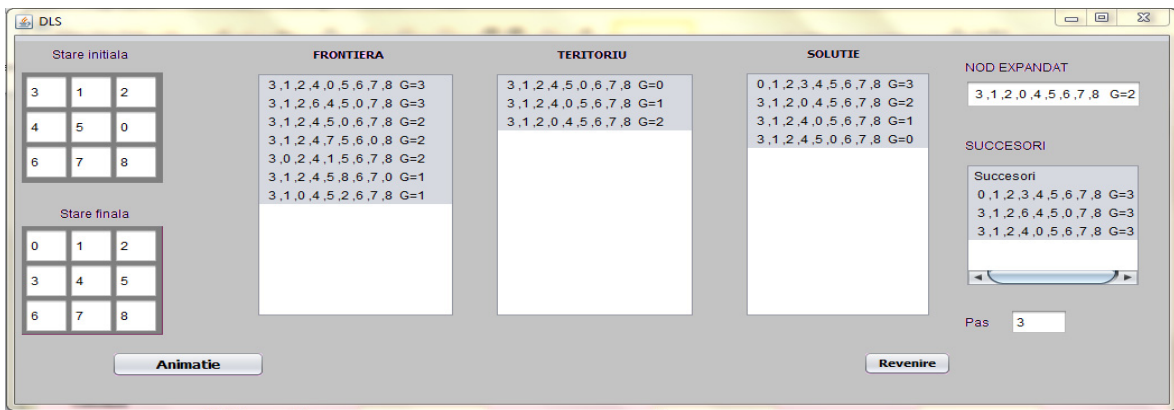 DLS
Stare initiala
3 1 2
4 5 0
6 7 8
Stare finala
0 1 2
3 4 5
6 7 8
Animatie
FRONTIERA
3 ,1 ,2 ,4 ,0 ,5 ,6 ,7 ,8 G=3
3 ,1 ,2 ,6 ,4 ,5 ,0 ,7 ,8 G=3
3 ,1 ,2 ,4 ,5 ,0 ,6 ,7 ,8 G=2
3 ,1 ,2 ,4 ,7 ,5 ,6 ,0 ,8 G=2
3 ,0 ,2 ,4 ,1 ,5 ,6 ,7 ,8 G=2
3 ,1 ,2 ,4 ,5 ,8 ,6 ,7 ,0 G=1
3 ,1 ,0 ,4 ,5 ,2 ,6 ,7 ,8 G=1
TERITORIU
3 ,1 ,2 ,4 ,5 ,0 ,6 ,7 ,8 G=0
3 ,1 ,2 ,4 ,0 ,5 ,6 ,7 ,8 G=1
3 ,1 ,2 ,0 ,4 ,5 ,6 ,7 ,8 G=2
SOLUTIE
0 ,1 ,2 ,3 ,4 ,5 ,6 ,7 ,8 G=3
3 ,1 ,2 ,0 ,4 ,5 ,6 ,7 ,8 G=2
3 ,1 ,2 ,4 ,0 ,5 ,6 ,7 ,8 G=1
3 ,1 ,2 ,4 ,5 ,0 ,6 ,7 ,8 G=0
NOD EXPANDAT
3 ,1 ,2 ,0 ,4 ,5 ,6 ,7 ,8 G=2
SUCCESORI
Succesori
0 ,1 ,2 ,3 ,4 ,5 ,6 ,7 ,8 G=3
3 ,1 ,2 ,6 ,4 ,5 ,0 ,7 ,8 G=3
3 ,1 ,2 ,4 ,0 ,5 ,6 ,7 ,8 G=3
Pas 3
Revenire